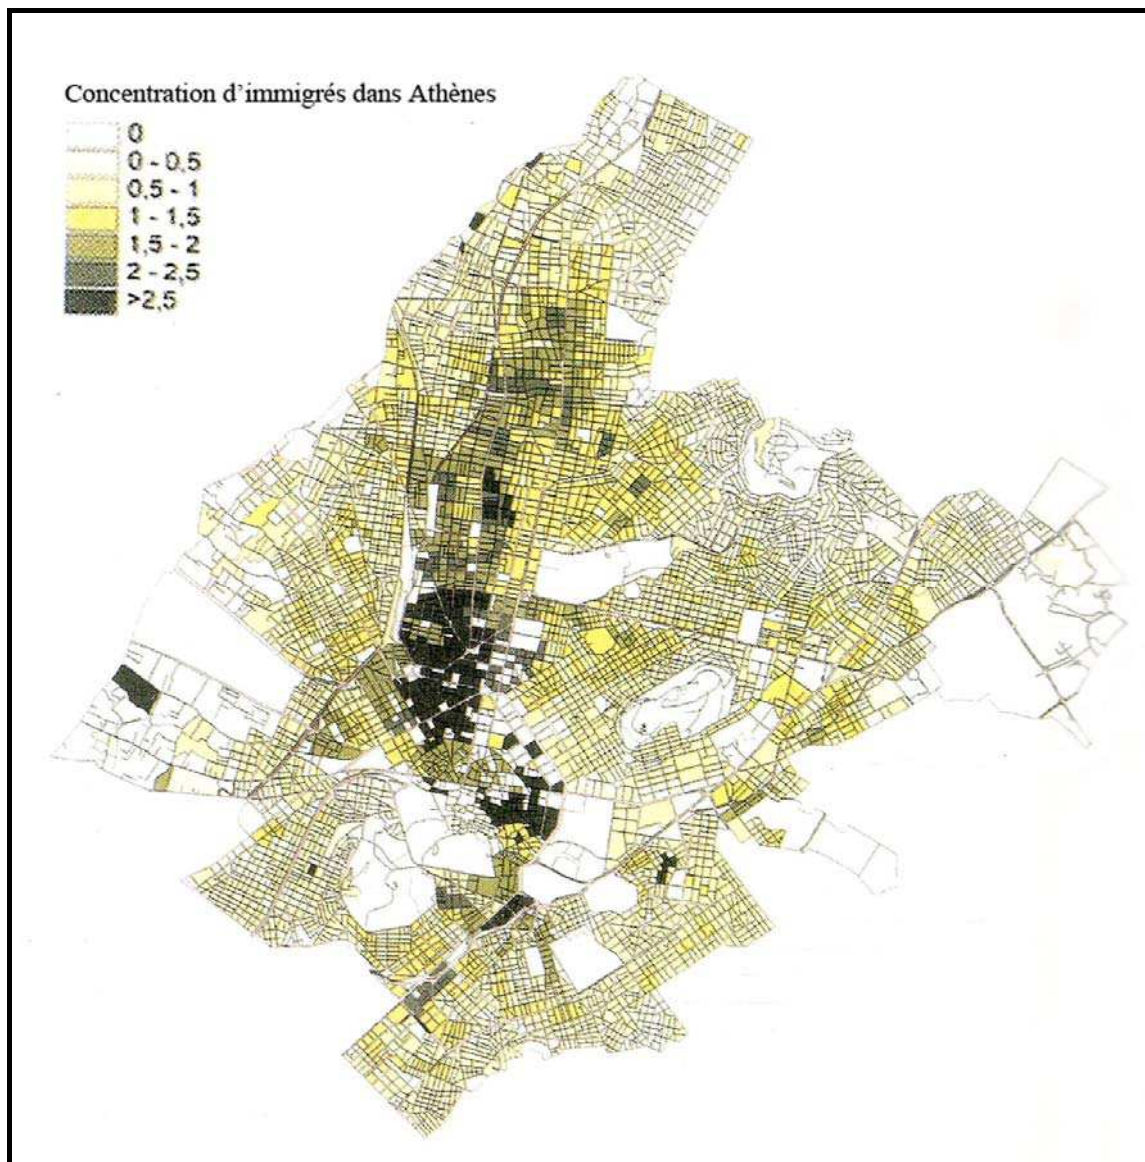 Concentration d'immigrés dans Athènes
0
0 - 0,5
0,5 - 1
1 - 1,5
1,5 - 2
2 - 2,5
>2,5